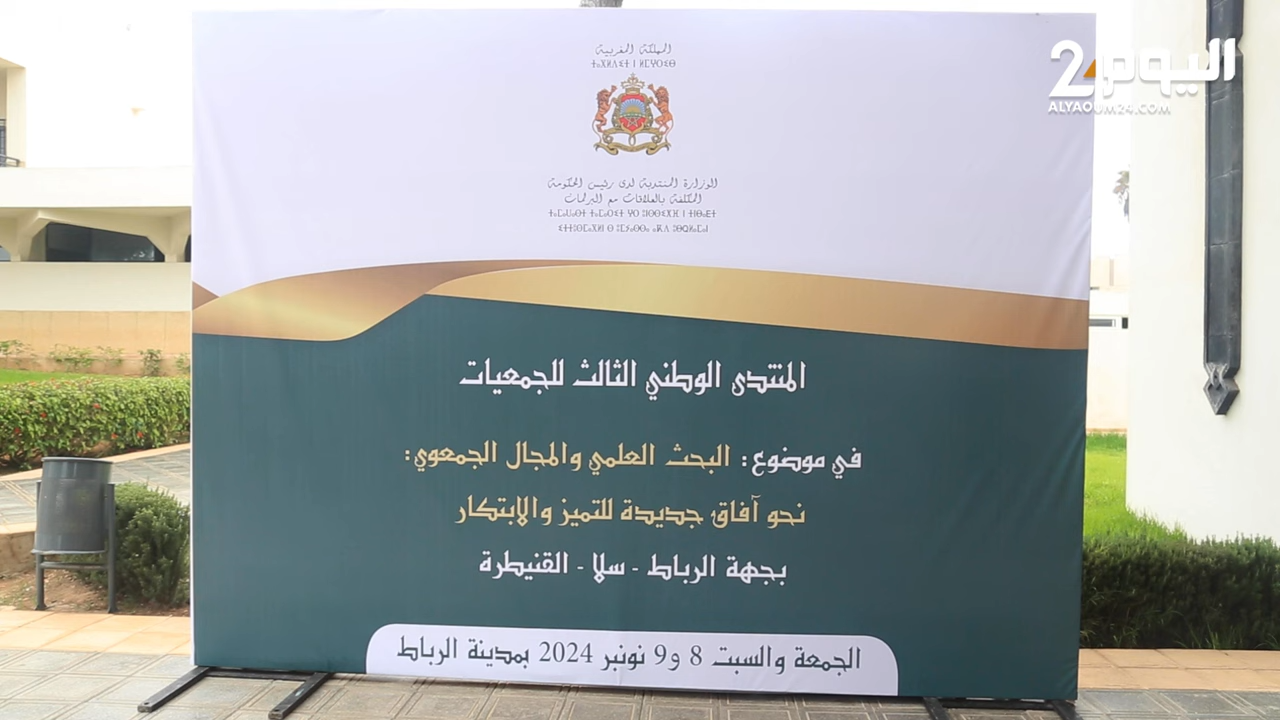 اليوم 24
ALYAOUM24.COM
المملكة المغربية
ⵜⴰⴳⵍⴷⵉⵜ ⵏ ⵍⵎⵖⵔⵉⴱ
الوزارة المنتدبة لدى رئيس الحكومة
المكلفة بالعلاقات مع البرلمان
المنتدى الوطني الثالث للجمعيات
في موضوع: البحث العلمي والمجال الجمعوي:
نحو آفاق جديدة للتميز والابتكار
بجهة الرباط - سلا - القنيطرة
الجمعة والسبت 8 و9 نونبر 2024 بمدينة الرباط